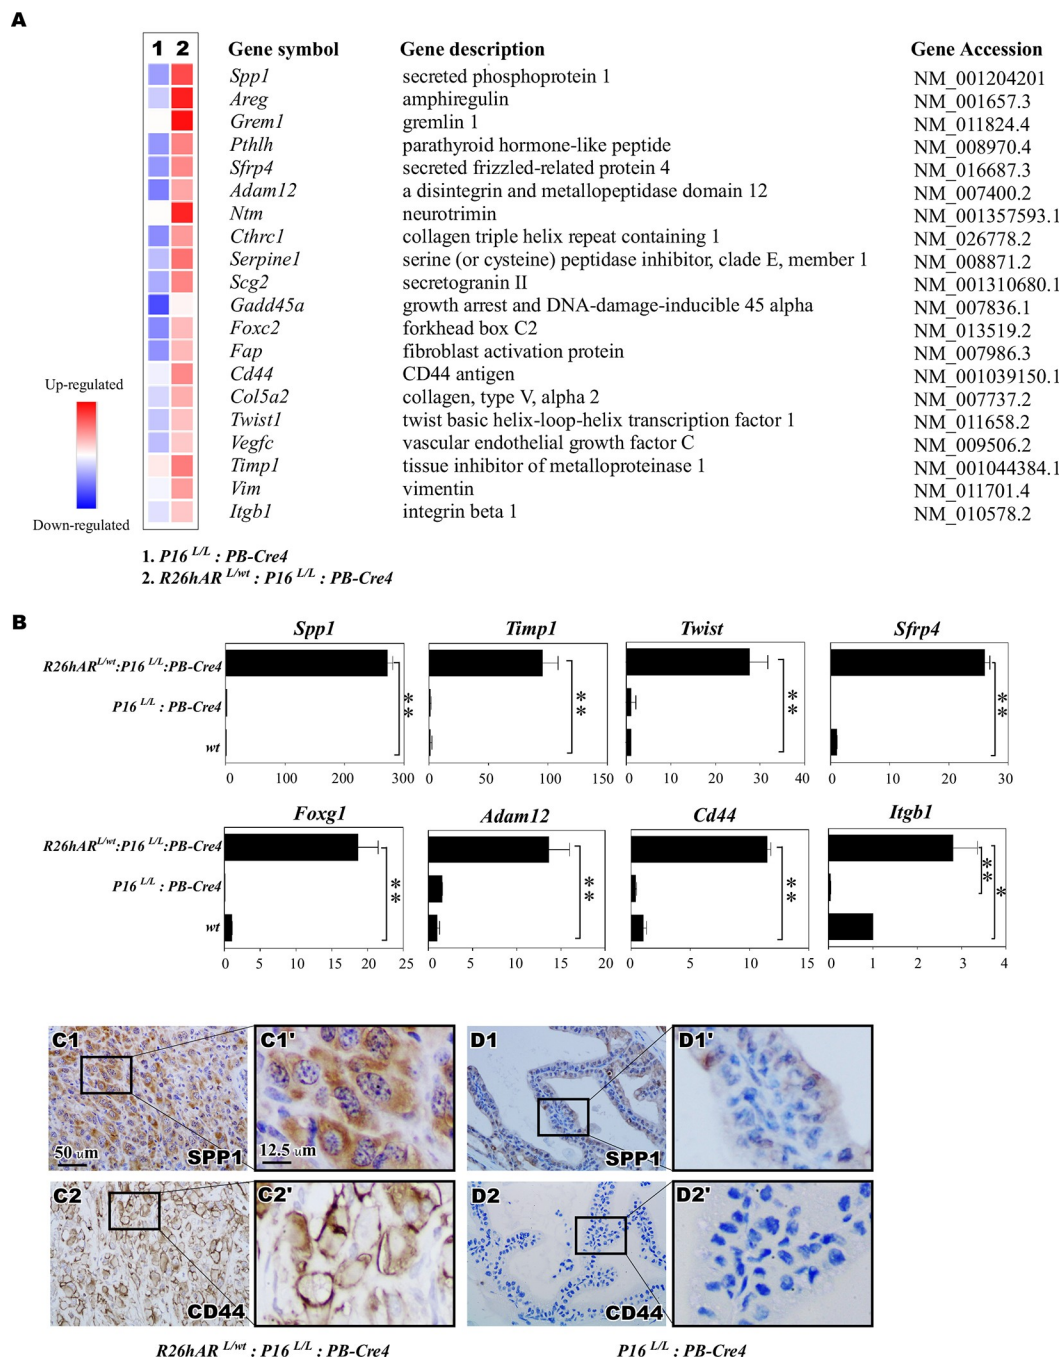 A
1 2 Gene symbol Gene description Gene Accession
Spp1 secreted phosphoprotein 1 NM_001204201
Areg amphiregulin NM_001657.3
Grem1 gremlin 1 NM_011824.4
Pthlh parathyroid hormone-like peptide NM_008970.4
Sfrp4 secreted frizzled-related protein 4 NM_016687.3
Adam12 a disintegrin and metallopeptidase domain 12 NM_007400.2
Ntm neurotrimin NM_001357593.1
Cthrc1 collagen triple helix repeat containing 1 NM_026778.2
Serpine1 serine (or cysteine) peptidase inhibitor, clade E, member 1 NM_008871.2
Scg2 secretogranin II NM_001310680.1
Gadd45a growth arrest and DNA-damage-inducible 45 alpha NM_007836.1
Foxc2 forkhead box C2 NM_013519.2
Fap fibroblast activation protein NM_007986.3
Cd44 CD44 antigen NM_001039150.1
Col5a2 collagen, type V, alpha 2 NM_007737.2
Twist1 twist basic helix-loop-helix transcription factor 1 NM_011658.2
Vegfc vascular endothelial growth factor C NM_009506.2
Timp1 tissue inhibitor of metalloproteinase 1 NM_001044384.1
Vim vimentin NM_011701.4
Itgb1 integrin beta 1 NM_010578.2
Up-regulated
Down-regulated
1. P16 L/L : PB-Cre4
2. R26hAR L/wt : P16 L/L : PB-Cre4
B
Spp1 Timp1 Twist Sfrp4
R26hAR L/wt:P16 L/L:PB-Cre4
P16 L/L : PB-Cre4
wt
** ** ** **
0 100 200 300 0 50 100 150 0 10 20 30 40 0 10 20 30
Foxg1 Adam12 Cd44 Itgb1
R26hAR L/wt:P16 L/L:PB-Cre4
P16 L/L : PB-Cre4
wt
** ** ** ** *
0 5 10 15 20 25 0 5 10 15 20 0 5 10 15 0 1 2 3 4
C1 C1' D1 D1'
50 um SPP1 12.5 um SPP1
C2 C2' D2 D2'
CD44 CD44
R26hAR L/wt : P16 L/L : PB-Cre4 P16 L/L : PB-Cre4